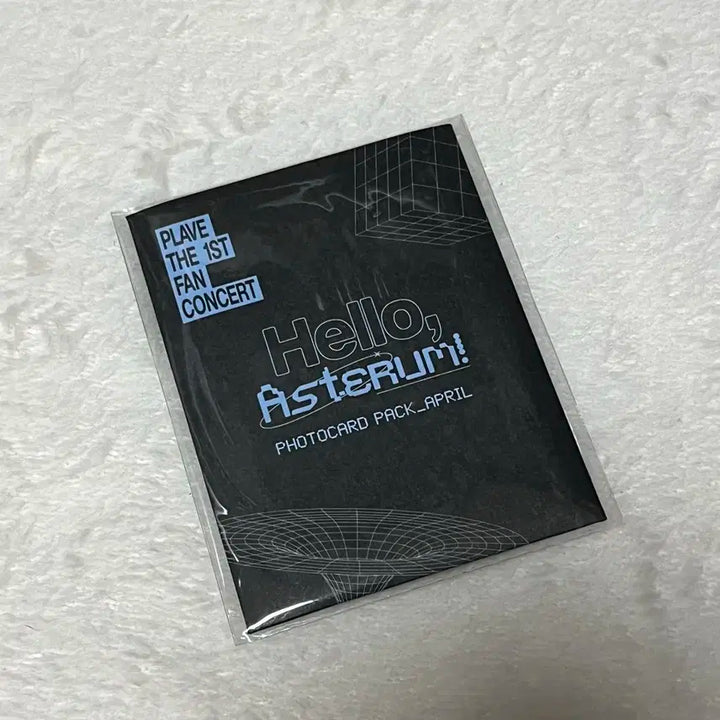 PLAVE
THE 1ST
FAN
CONCERT
Hello,
Asterum!
PHOTOCARD PACK_APRIL